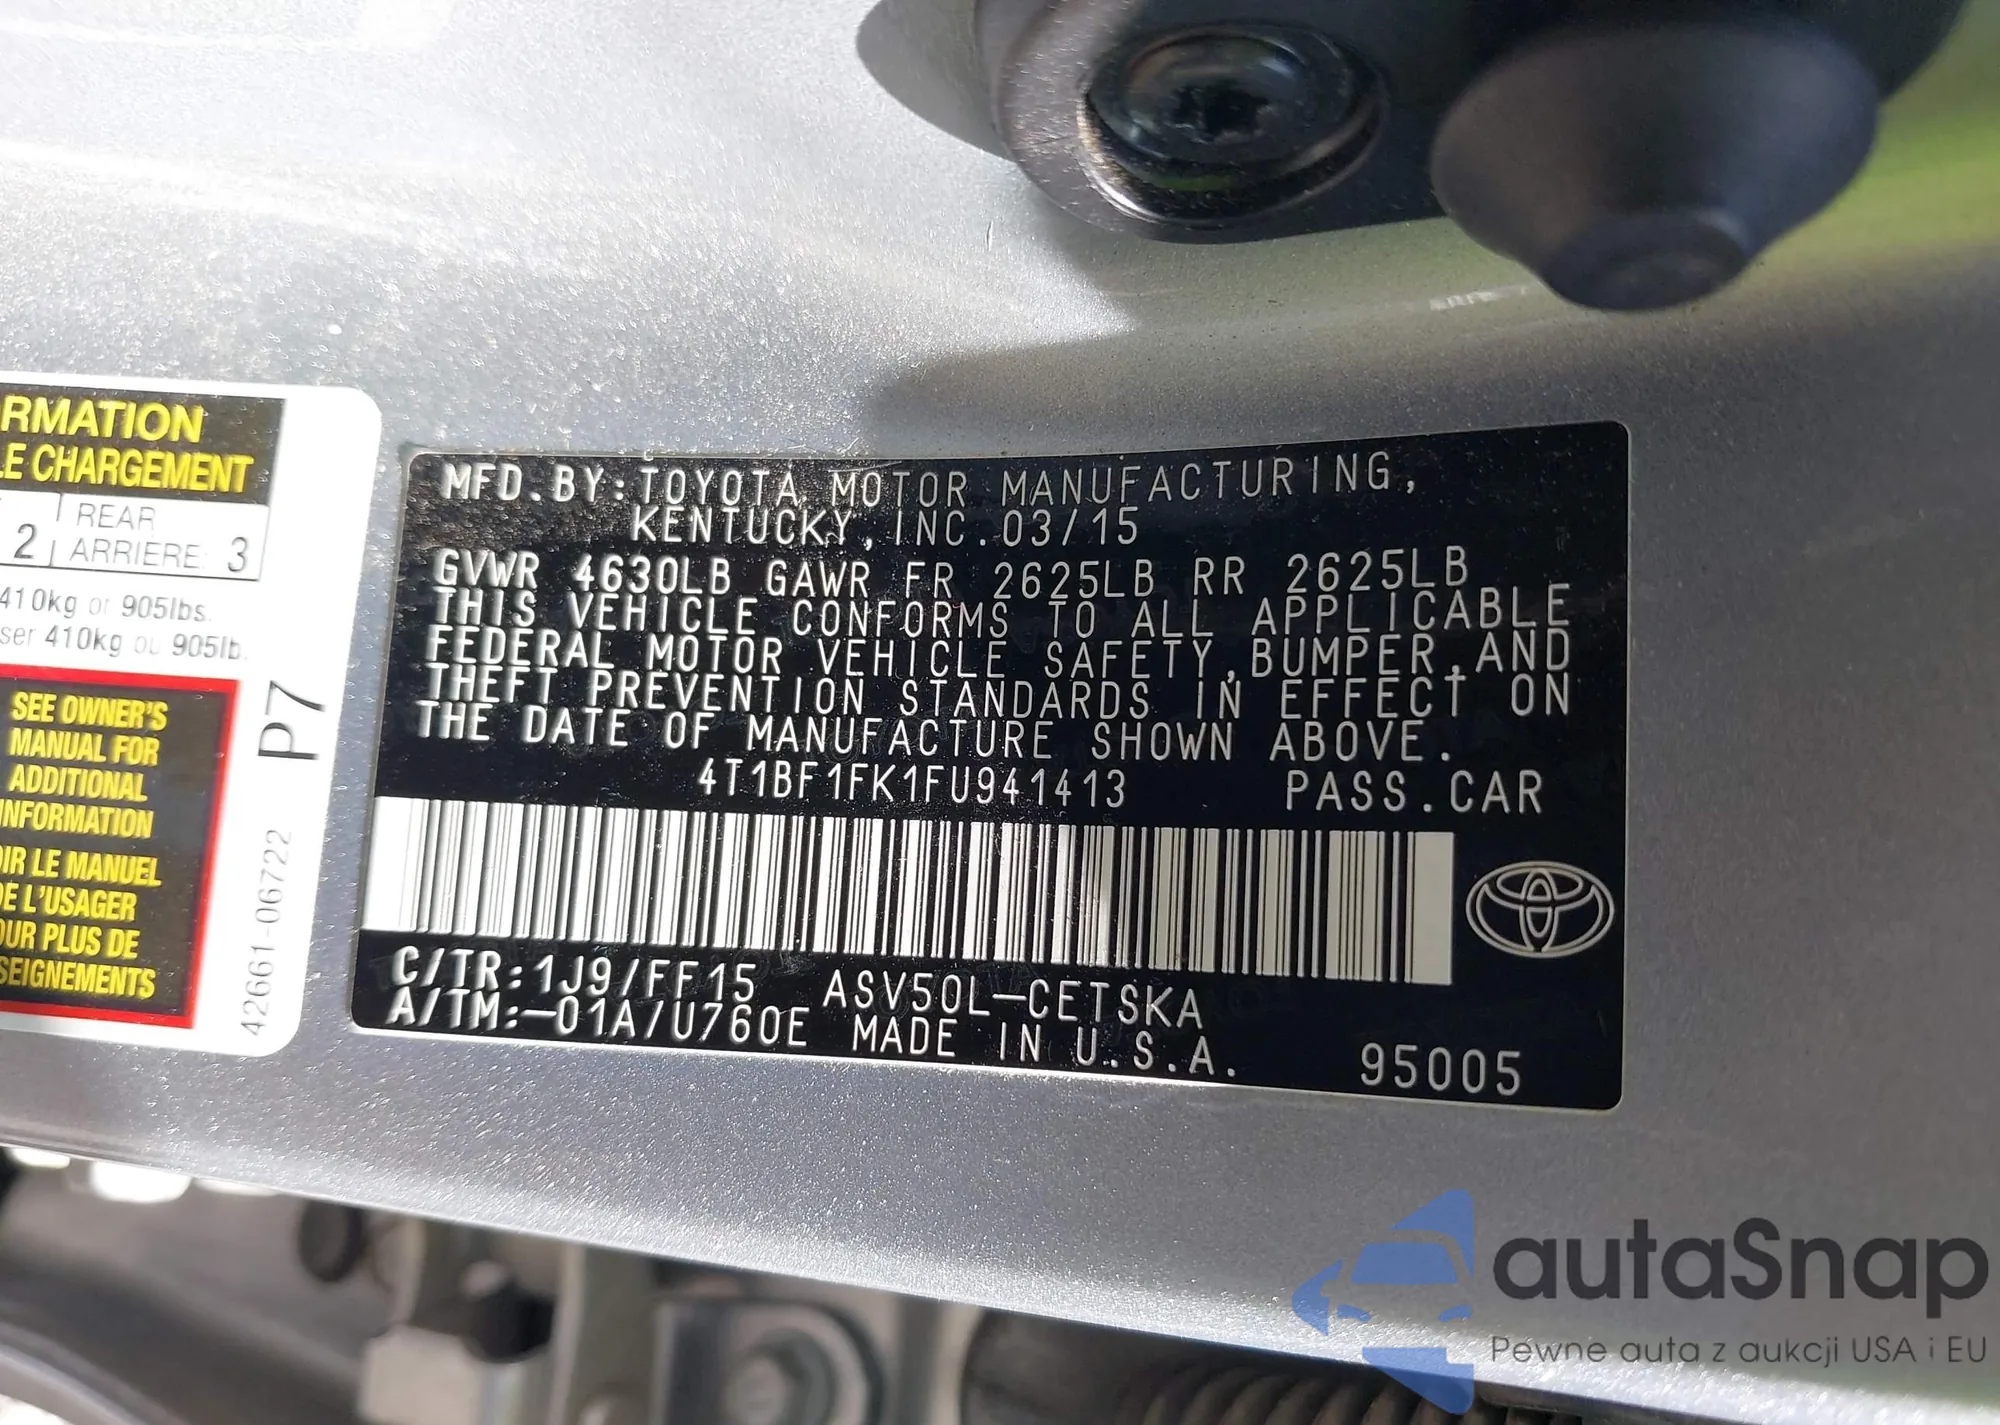 RMATION
LE CHARGEMENT
2 REAR
ARRIÈRE: 3
410kg or 905lbs.
ser 410kg ou 905lb.
SEE OWNER'S
MANUAL FOR
ADDITIONAL
INFORMATION
OIR LE MANUEL
DE L'USAGER
OUR PLUS DE
SEIGNEMENTS
P7
42661-06722
MFD.BY:TOYOTA MOTOR MANUFACTURING,
KENTUCKY,INC.03/15
GVWR 4630LB GAWR FR 2625LB RR 2625LB
THIS VEHICLE CONFORMS TO ALL APPLICABLE
FEDERAL MOTOR VEHICLE SAFETY,BUMPER,AND
THEFT PREVENTION STANDARDS IN EFFECT ON
THE DATE OF MANUFACTURE SHOWN ABOVE.
4T1BF1FK1FU941413 PASS.CAR
C/TR:1J9/FF15 ASV50L-CETSKA
A/TM:-01A/U760E MADE IN U.S.A. 95005
autaSnap
Pewne auta z aukcji USA i EU